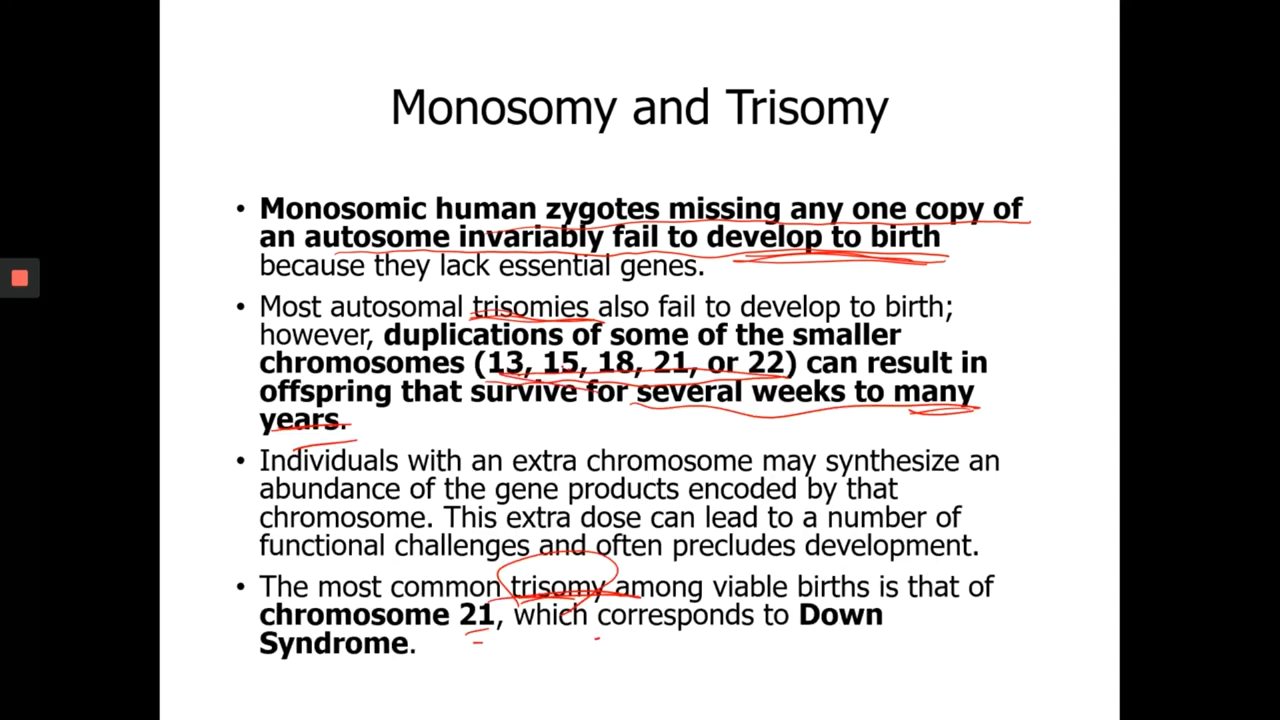 Monosomy and Trisomy
• Monosomic human zygotes missing any one copy of
an autosome invariably fail to develop to birth
because they lack essential genes.
• Most autosomal trisomies also fail to develop to birth;
however, duplications of some of the smaller
chromosomes (13, 15, 18, 21, or 22) can result in
offspring that survive for several weeks to many
years.
• Individuals with an extra chromosome may synthesize an
abundance of the gene products encoded by that
chromosome. This extra dose can lead to a number of
functional challenges and often precludes development.
• The most common trisomy among viable births is that of
chromosome 21, which corresponds to Down
Syndrome.